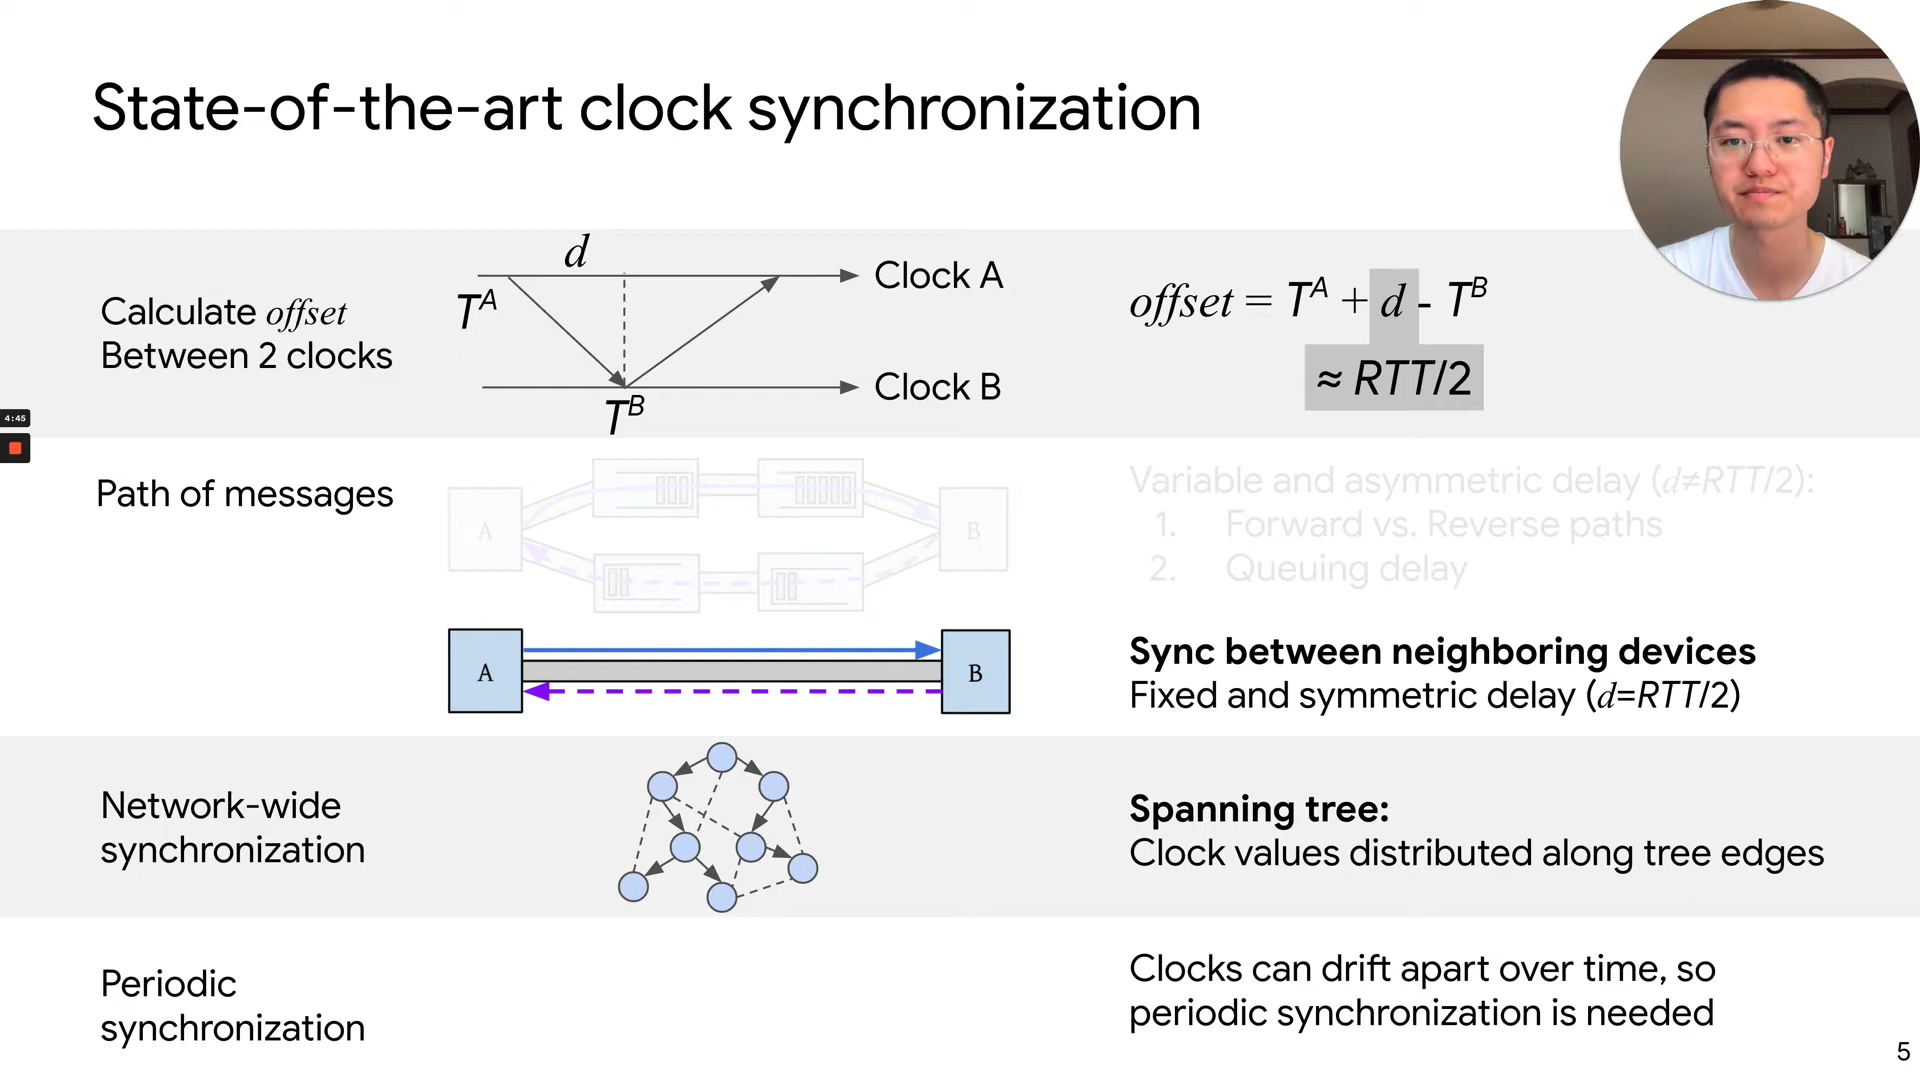 State-of-the-art clock synchronization
Calculate offset
Between 2 clocks
d
T^A
Clock A
Clock B
T^B
offset = T^A + d - T^B
≈ RTT/2
4:45
Path of messages
A
B
Variable and asymmetric delay (d≠RTT/2):
1. Forward vs. Reverse paths
2. Queuing delay
A
B
Sync between neighboring devices
Fixed and symmetric delay (d=RTT/2)
Network-wide
synchronization
Spanning tree:
Clock values distributed along tree edges
Periodic
synchronization
Clocks can drift apart over time, so
periodic synchronization is needed
5